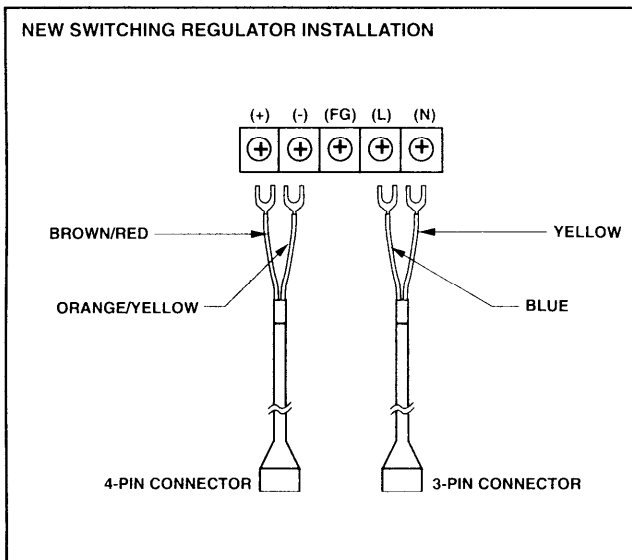 NEW SWITCHING REGULATOR INSTALLATION
(+) (-) (FG) (L) (N)
BROWN/RED
YELLOW
ORANGE/YELLOW
BLUE
4-PIN CONNECTOR
3-PIN CONNECTOR